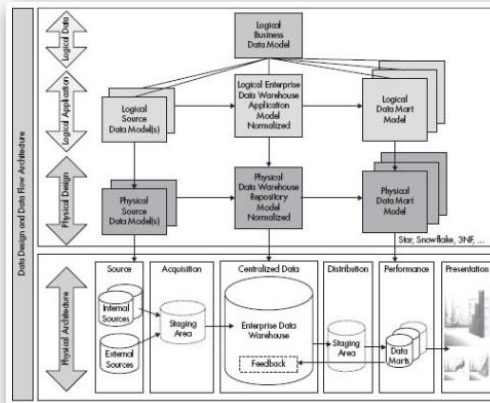 Data Design and Data Flow Architecture
Logical Data
Logical
Business
Data Model
Logical Application
Logical
Source
Data Model(s)
Logical Enterprise
Data Warehouse
Application
Model
Normalized
Logical
Data Mart
Model
Physical Design
Physical
Source
Data Model(s)
Physical
Data Warehouse
Repository
Model
Normalized
Physical
Data Mart
Model
Star, Snowflake, 3NF, ...
Physical Architecture
Source
Acquisition
Centralized Data
Distribution
Performance
Presentation
Internal
Sources
External
Sources
Staging
Area
Enterprise Data
Warehouse
Feedback
Staging
Area
Data
Marts